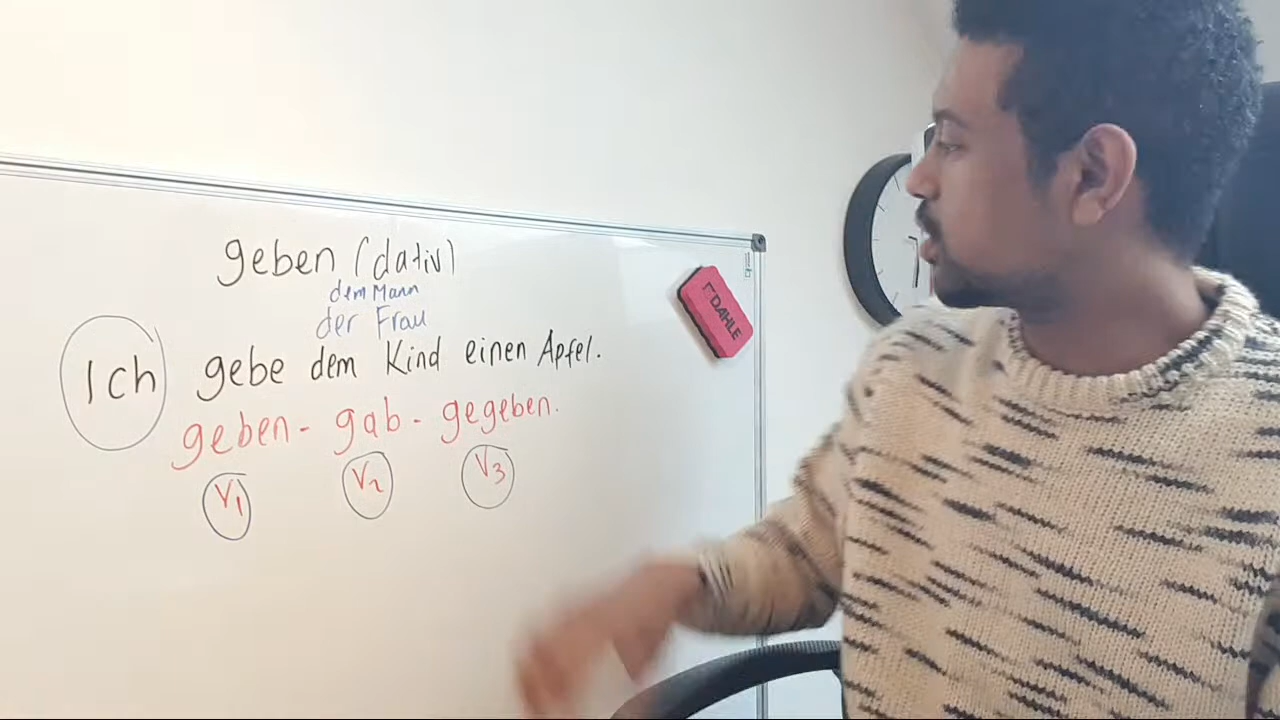 geben (dativ)
dem Mann
der Frau
Ich gebe dem Kind einen Apfel.
geben - gab - gegeben.
V1 V2 V3
DAHLE